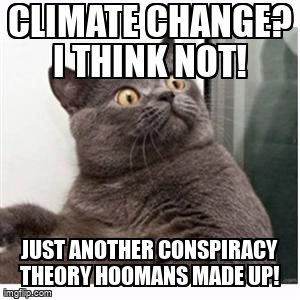 CLIMATE CHANGE?
I THINK NOT!
JUST ANOTHER CONSPIRACY
THEORY HOOMANS MADE UP!
imgflip.com